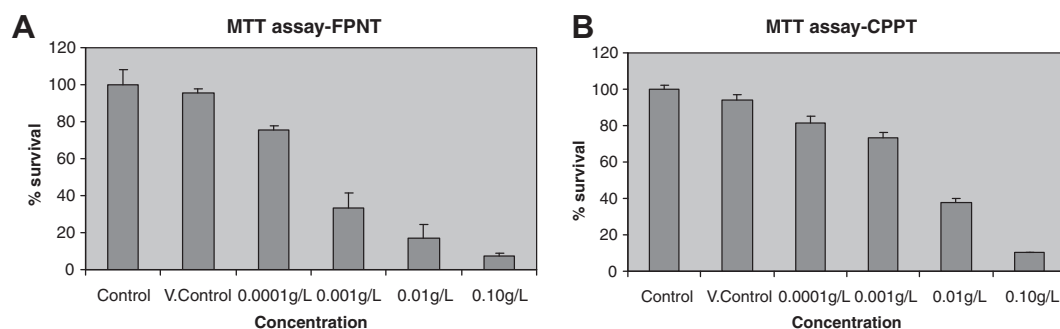 A
MTT assay-FPNT
120
100
80
60
40
20
0
% survival
Control V.Control 0.0001g/L 0.001g/L 0.01g/L 0.10g/L
Concentration
B
MTT assay-CPPT
120
100
80
60
40
20
0
% survival
Control V.Control 0.0001g/L 0.001g/L 0.01g/L 0.10g/L
Concentration